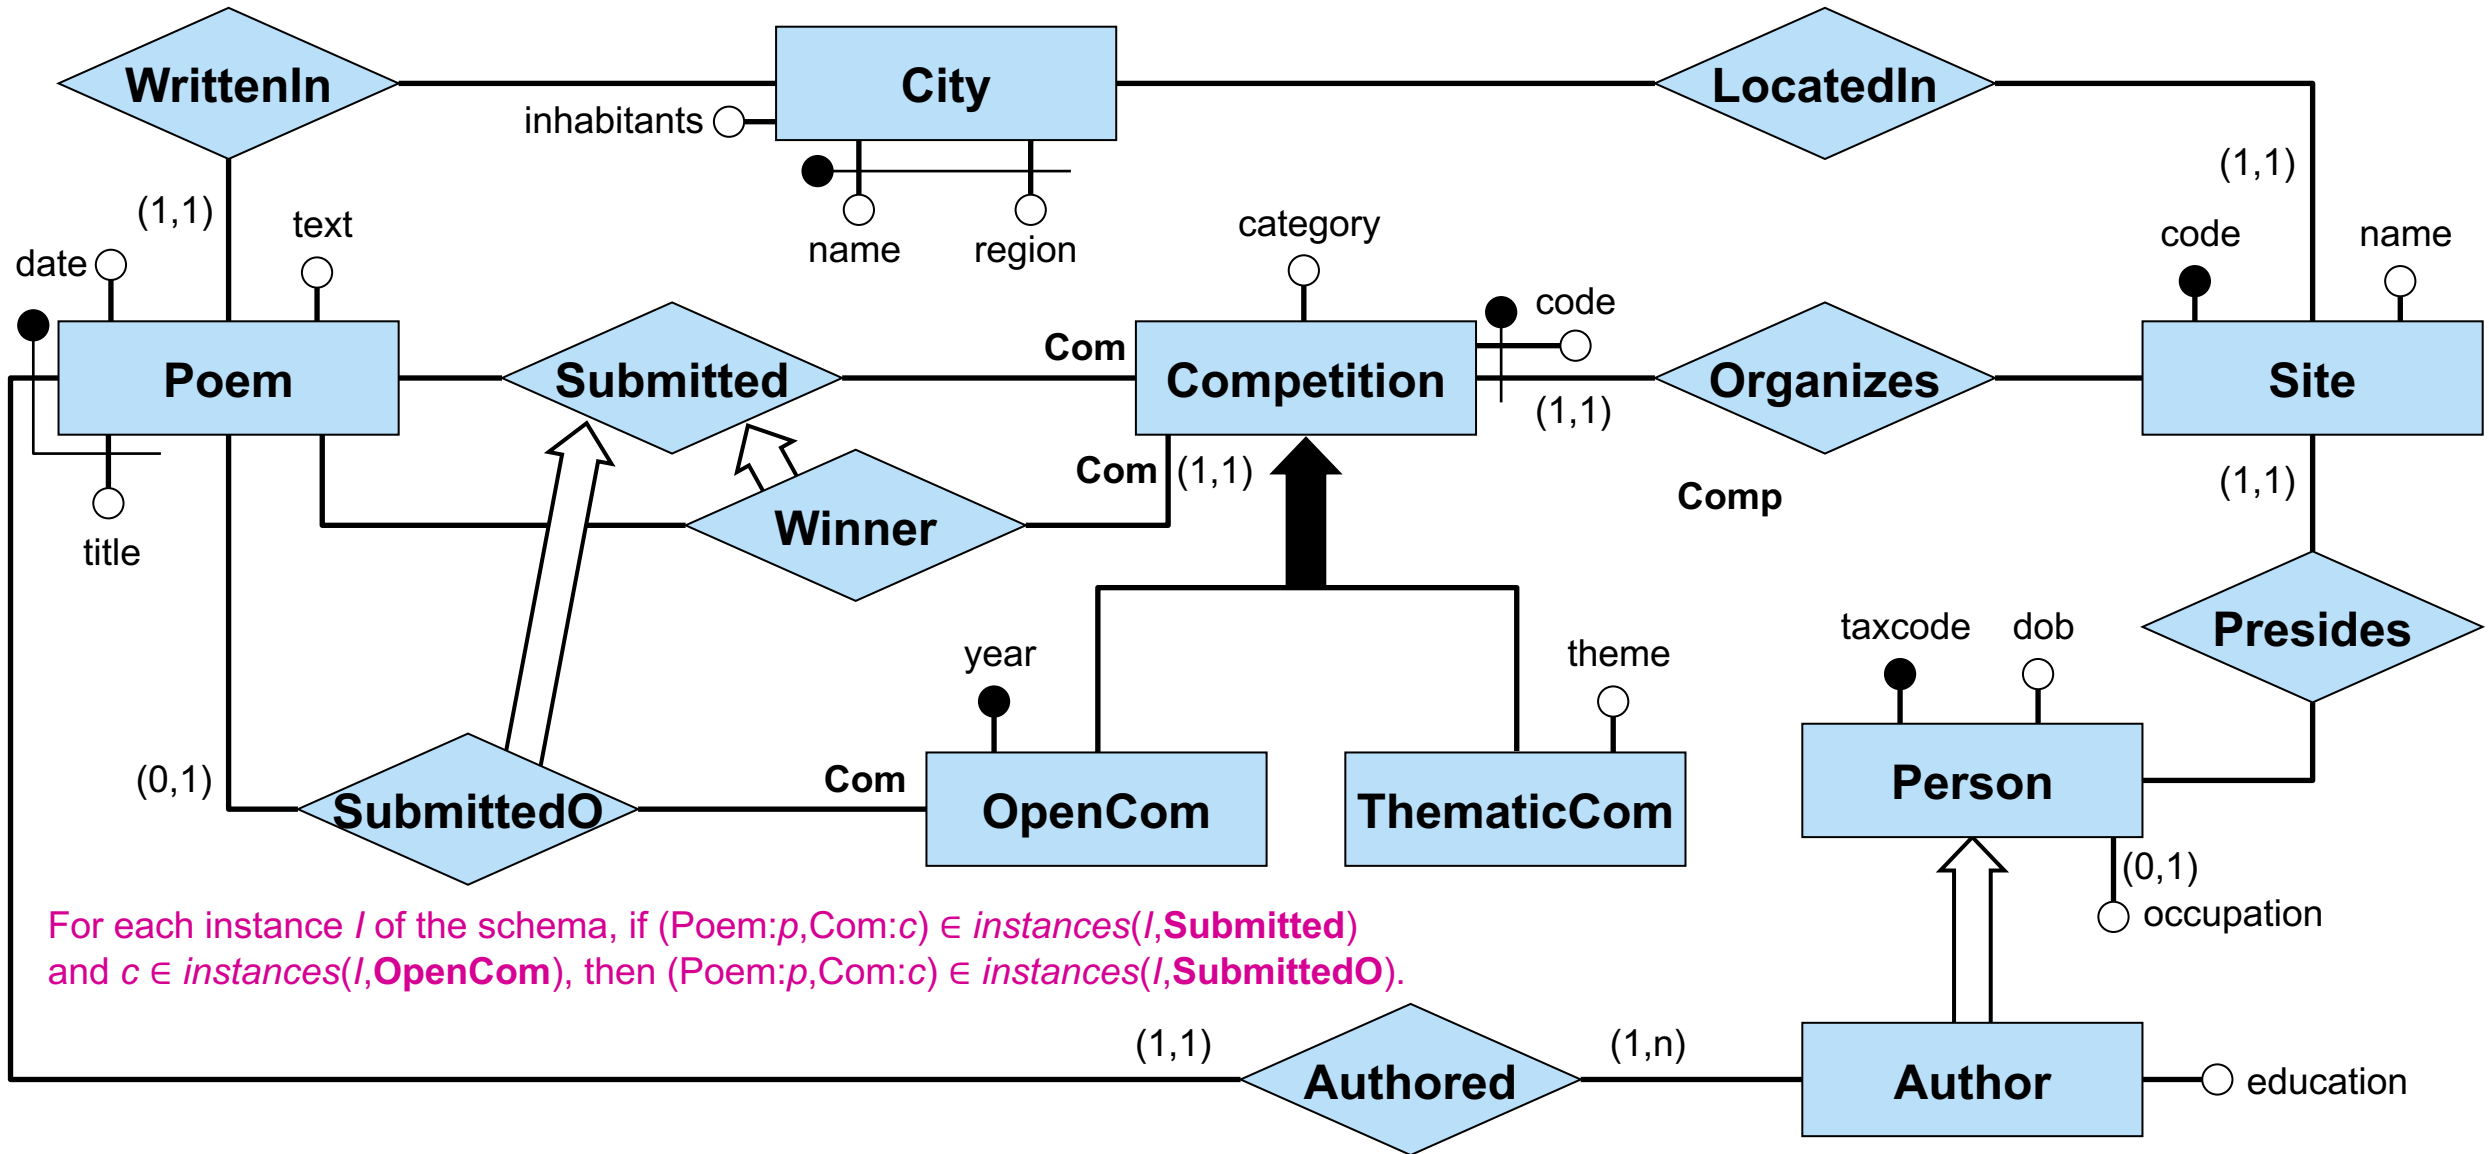 WrittenIn
City
LocatedIn
inhabitants
(1,1)
(1,1)
text
name
region
category
code
name
date
code
Poem
Submitted
Com
Competition
(1,1)
Organizes
Site
Com
(1,1)
Comp
(1,1)
title
Winner
year
theme
taxcode
dob
Presides
(0,1)
SubmittedO
Com
OpenCom
ThematicCom
Person
(0,1)
occupation
For each instance I of the schema, if (Poem:p,Com:c) ∈ instances(I,Submitted)
and c ∈ instances(I,OpenCom), then (Poem:p,Com:c) ∈ instances(I,SubmittedO).
(1,1)
Authored
(1,n)
Author
education